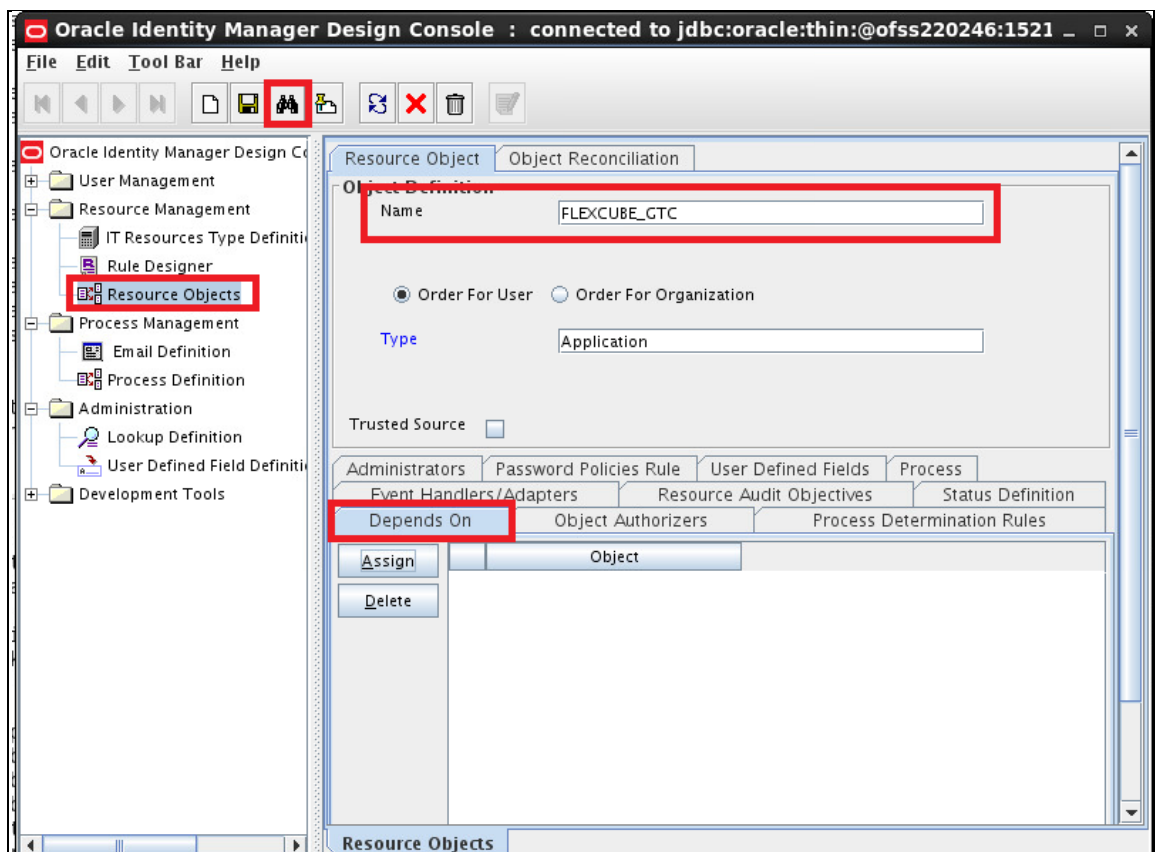 Oracle Identity Manager Design Console : connected to jdbc:oracle:thin:@ofss220246:1521
File Edit Tool Bar Help
Oracle Identity Manager Design Co
User Management
Resource Management
IT Resources Type Definiti
Rule Designer
Resource Objects
Process Management
Email Definition
Process Definition
Administration
Lookup Definition
User Defined Field Definiti
Development Tools
Resource Object Object Reconciliation
Object Definition
Name FLEXCUBE_GTC
Order For User Order For Organization
Type Application
Trusted Source
Administrators Password Policies Rule User Defined Fields Process
Event Handlers/Adapters Resource Audit Objectives Status Definition
Depends On Object Authorizers Process Determination Rules
Assign Object
Delete
Resource Objects